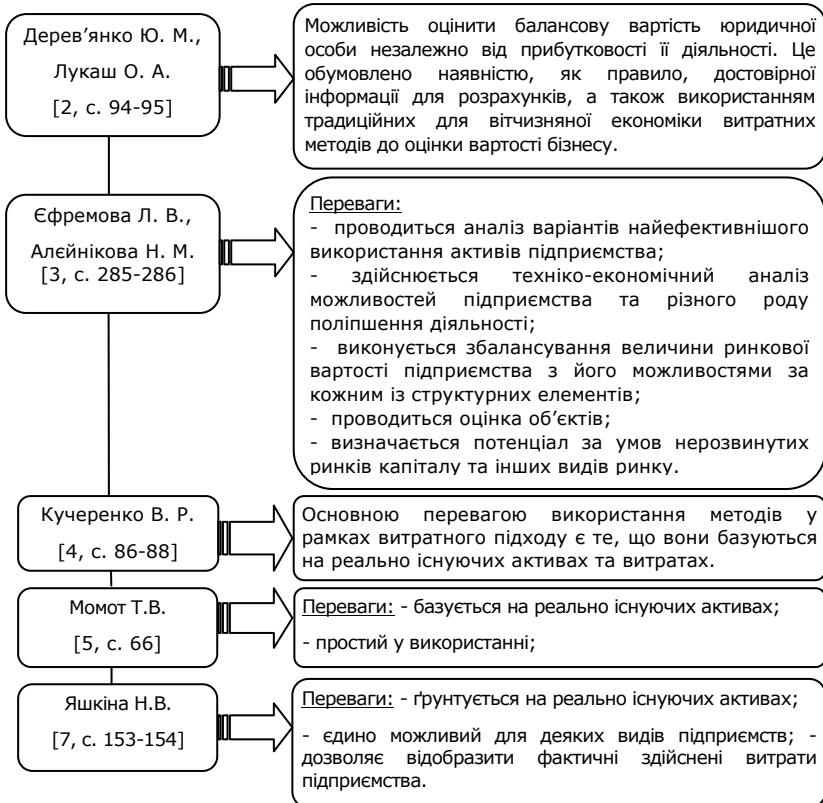 Дерев’янко Ю. М.,
Лукаш О. А.
[2, с. 94-95]
Можливість оцінити балансову вартість юридичної
особи незалежно від прибутковості її діяльності. Це
обумовлено наявністю, як правило, достовірної
інформації для розрахунків, а також використанням
традиційних для вітчизняної економіки витратних
методів до оцінки вартості бізнесу.
Єфремова Л. В.,
Алєйнікова Н. М.
[3, с. 285-286]
Переваги:
- проводиться аналіз варіантів найефективнішого
використання активів підприємства;
- здійснюється техніко-економічний аналіз
можливостей підприємства та різного роду
поліпшення діяльності;
- виконується збалансування величини ринкової
вартості підприємства з його можливостями за
кожним із структурних елементів;
- проводиться оцінка об’єктів;
- визначається потенціал за умов нерозвинутих
ринків капіталу та інших видів ринку.
Кучеренко В. Р.
[4, с. 86-88]
Основною перевагою використання методів у
рамках витратного підходу є те, що вони базуються
на реально існуючих активах та витратах.
Момот Т.В.
[5, с. 66]
Переваги: - базується на реально існуючих активах;
- простий у використанні;
Яшкіна Н.В.
[7, с. 153-154]
Переваги: - ґрунтується на реально існуючих активах;
- єдино можливий для деяких видів підприємств; -
дозволяє відобразити фактичні здійснені витрати
підприємства.